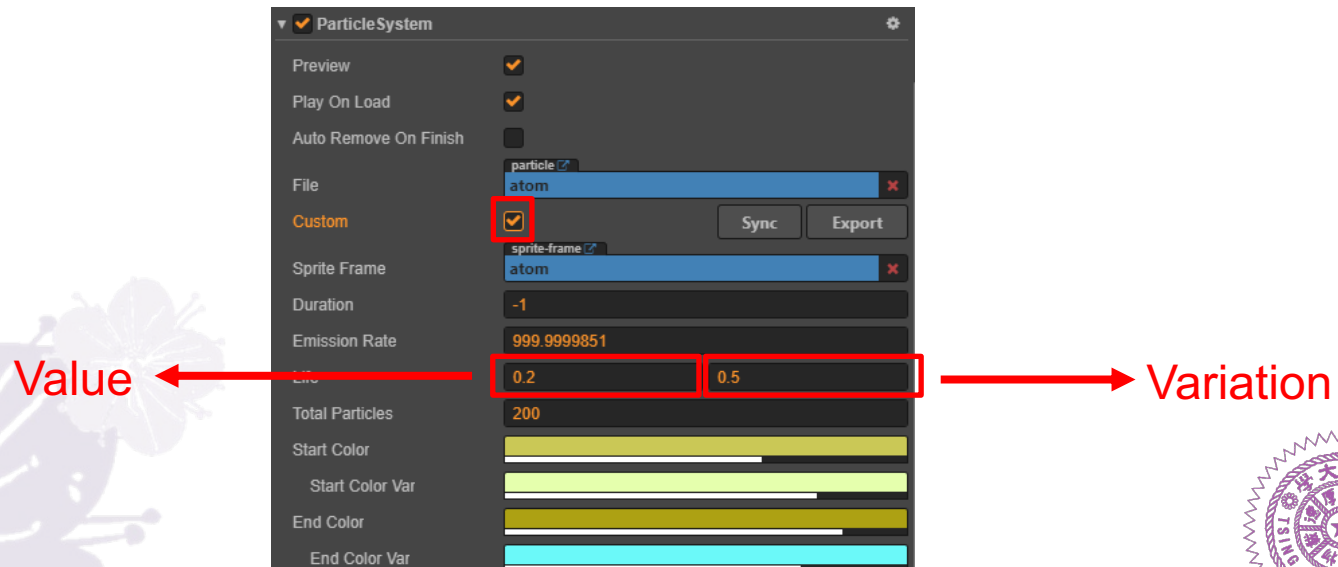 ParticleSystem
Preview
Play On Load
Auto Remove On Finish
particle
File atom
Custom Sync Export
sprite-frame
Sprite Frame atom
Duration -1
Emission Rate 999.9999851
Value Life 0.2 0.5 Variation
Total Particles 200
Start Color
Start Color Var
End Color
End Color Var